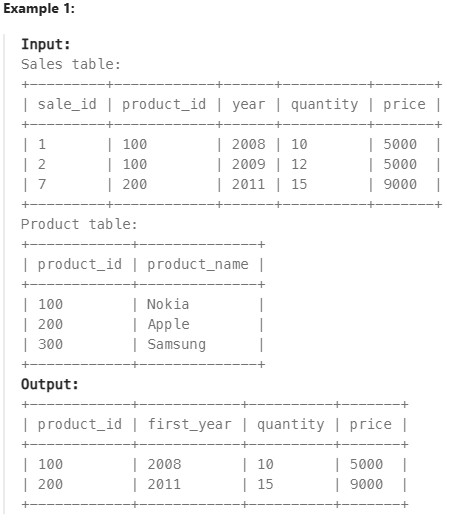 Example 1:
Input:
Sales table:
+---------+------------+------+----------+-------+
| sale_id | product_id | year | quantity | price |
+---------+------------+------+----------+-------+
| 1       | 100        | 2008 | 10       | 5000  |
| 2       | 100        | 2009 | 12       | 5000  |
| 7       | 200        | 2011 | 15       | 9000  |
+---------+------------+------+----------+-------+
Product table:
+------------+--------------+
| product_id | product_name |
+------------+--------------+
| 100        | Nokia        |
| 200        | Apple        |
| 300        | Samsung      |
+------------+--------------+
Output:
+------------+------------+----------+-------+
| product_id | first_year | quantity | price |
+------------+------------+----------+-------+
| 100        | 2008       | 10       | 5000  |
| 200        | 2011       | 15       | 9000  |
+------------+------------+----------+-------+